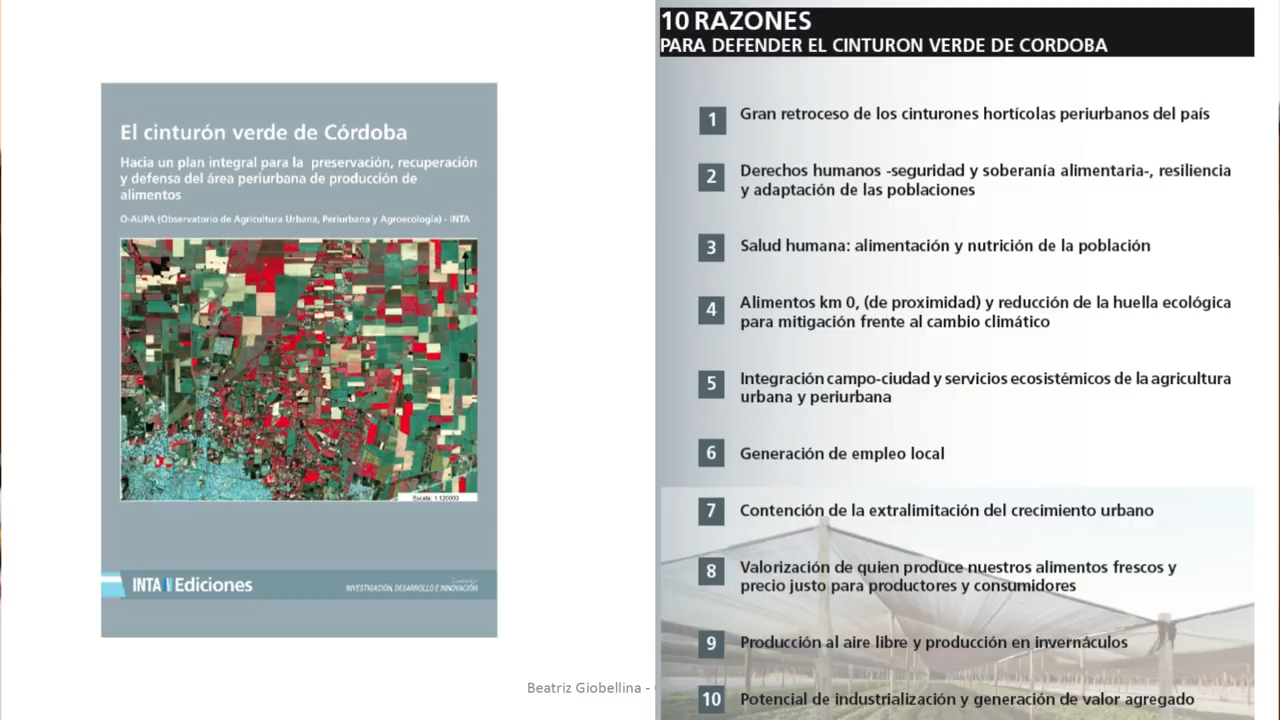 El cinturón verde de Córdoba
Hacia un plan integral para la preservación, recuperación
y defensa del área periurbana de producción de
alimentos
O-AUPA (Observatorio de Agricultura Urbana, Periurbana y Agroecología) - INTA
Escala: 1:120000
INTA Ediciones
INVESTIGACIÓN, DESARROLLO E INNOVACIÓN
Beatriz Giobellina -
10 RAZONES
PARA DEFENDER EL CINTURON VERDE DE CORDOBA
1 Gran retroceso de los cinturones hortícolas periurbanos del país
2 Derechos humanos -seguridad y soberanía alimentaria-, resiliencia
y adaptación de las poblaciones
3 Salud humana: alimentación y nutrición de la población
4 Alimentos km 0, (de proximidad) y reducción de la huella ecológica
para mitigación frente al cambio climático
5 Integración campo-ciudad y servicios ecosistémicos de la agricultura
urbana y periurbana
6 Generación de empleo local
7 Contención de la extralimitación del crecimiento urbano
8 Valorización de quien produce nuestros alimentos frescos y
precio justo para productores y consumidores
9 Producción al aire libre y producción en invernáculos
10 Potencial de industrialización y generación de valor agregado